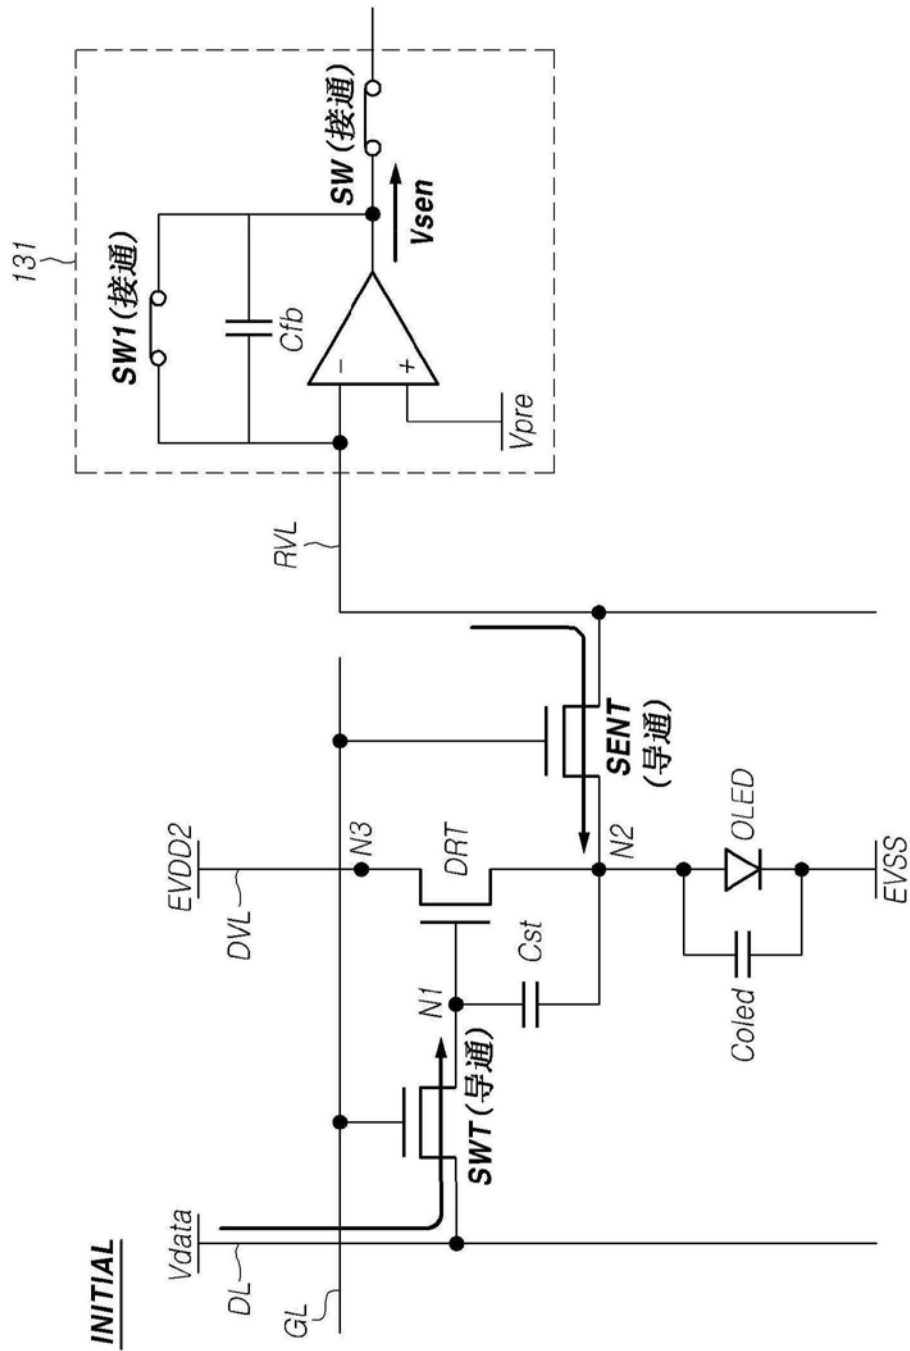 INITIAL
Vdata
DL
GL
EVDD2
DVL
N3
DRT
N1
SWT(导通)
Cst
N2
SENT
(导通)
OLED
Coled
EVSS
RVL
131
SW1(接通)
Cfb
−
+
Vpre
SW(接通)
Vsen